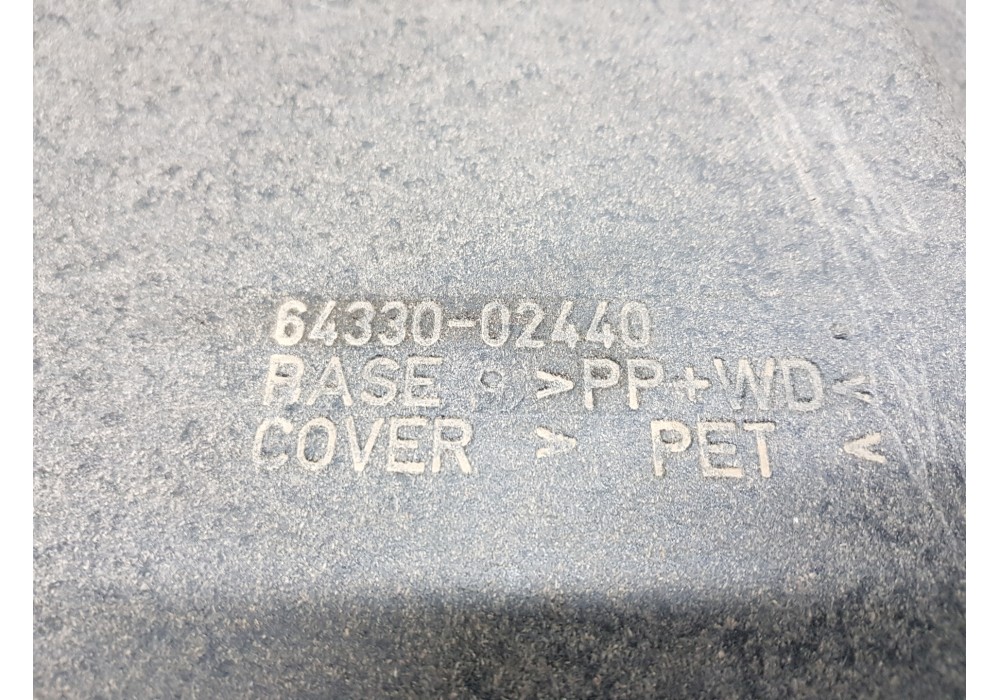 64330-02440
BASE >PP+WD<
COVER > PET <